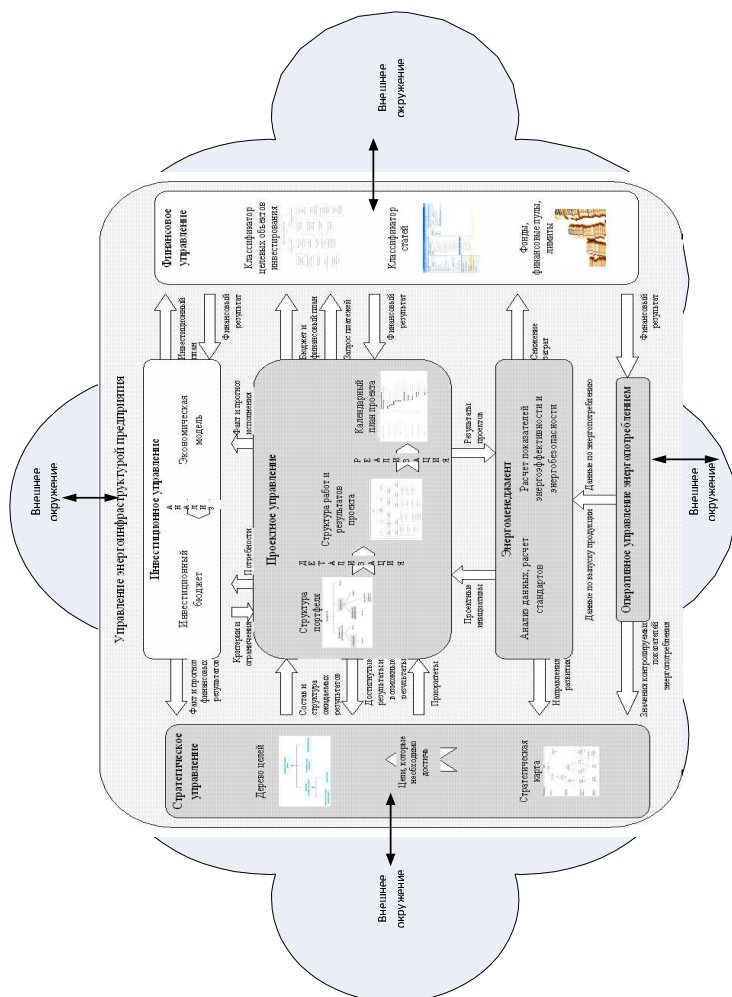 Внешнее
окружение
Внешнее
окружение
Управление энергоинфраструктурой предприятия
Стратегическое
управление
Дерево целей
Цели, которые
необходимо
достичь
Стратегическая
карта
Факт и прогноз
финансовых
результатов
Состав и
структура
ожидаемых
результатов
Достигнутые
результаты и
возможные
результаты
Приоритеты
Направления
развития
Значения контролируемых
показателей
энергопотребления
Инвестиционное управление
Инвестиционный
бюджет
АНАЛИЗ
Экономическая
модель
Критерии и
ограничения
Потребности
Факт и прогноз
исполнения
Проектное управление
Структура
портфеля
ДЕТАЛИЗАЦИЯ
Структура работ и
результатов
проекта
РЕАЛИЗАЦИЯ
Календарный
план проекта
Проектные
инициативы
Результаты
проектов
Энергоменеджмент
Анализ данных, расчет
стандартов
Расчет показателей
энергоэффективности и
энергобезопасности
Данные по выпуску продукции
Данные по энергопотреблению
Оперативное управление энергопотреблением
Инвестиционный
план
Финансовый
результат
Бюджет и
финансовый план
Запрос платежей
Финансовый
результат
Снижение
затрат
Финансовый
результат
Финансовое
управление
Классификатор
целевых объектов
инвестирования
Классификатор
статей
Фонды,
финансовые пулы,
лимиты
Внешнее
окружение
Внешнее
окружение